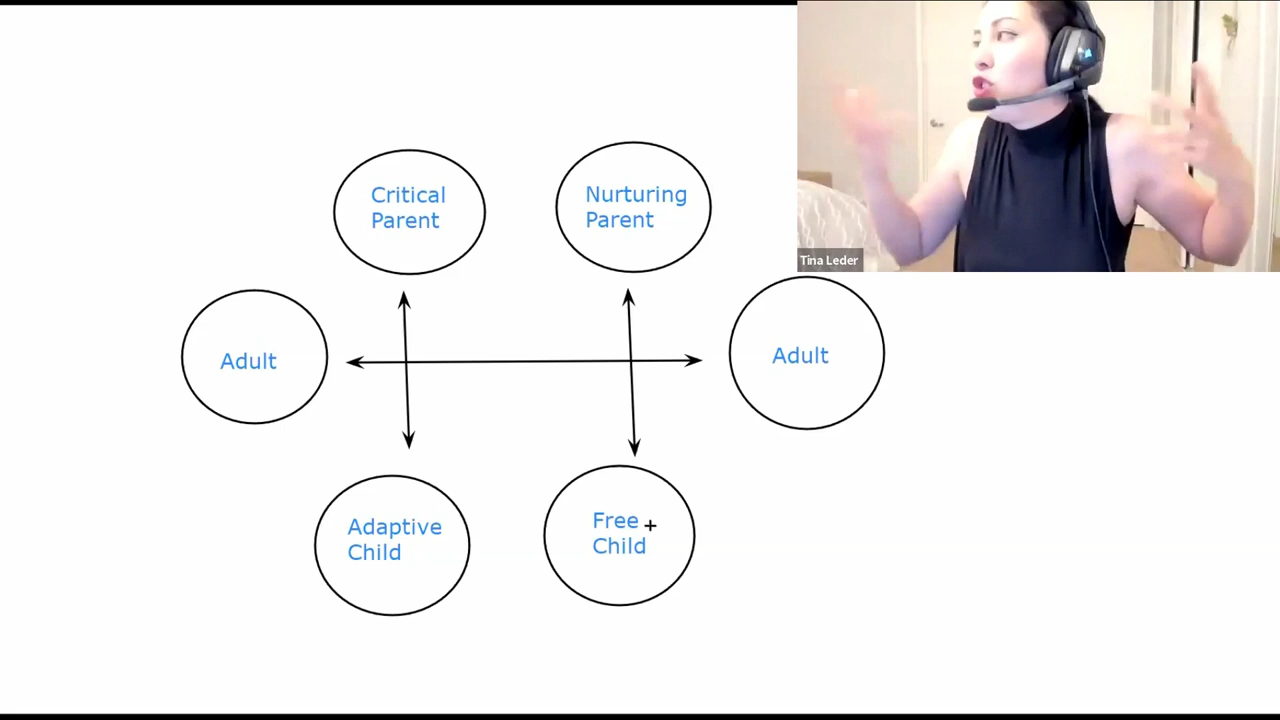 Critical
Parent
Nurturing
Parent
Tina Leder
Adult
Adult
Adaptive
Child
Free
Child